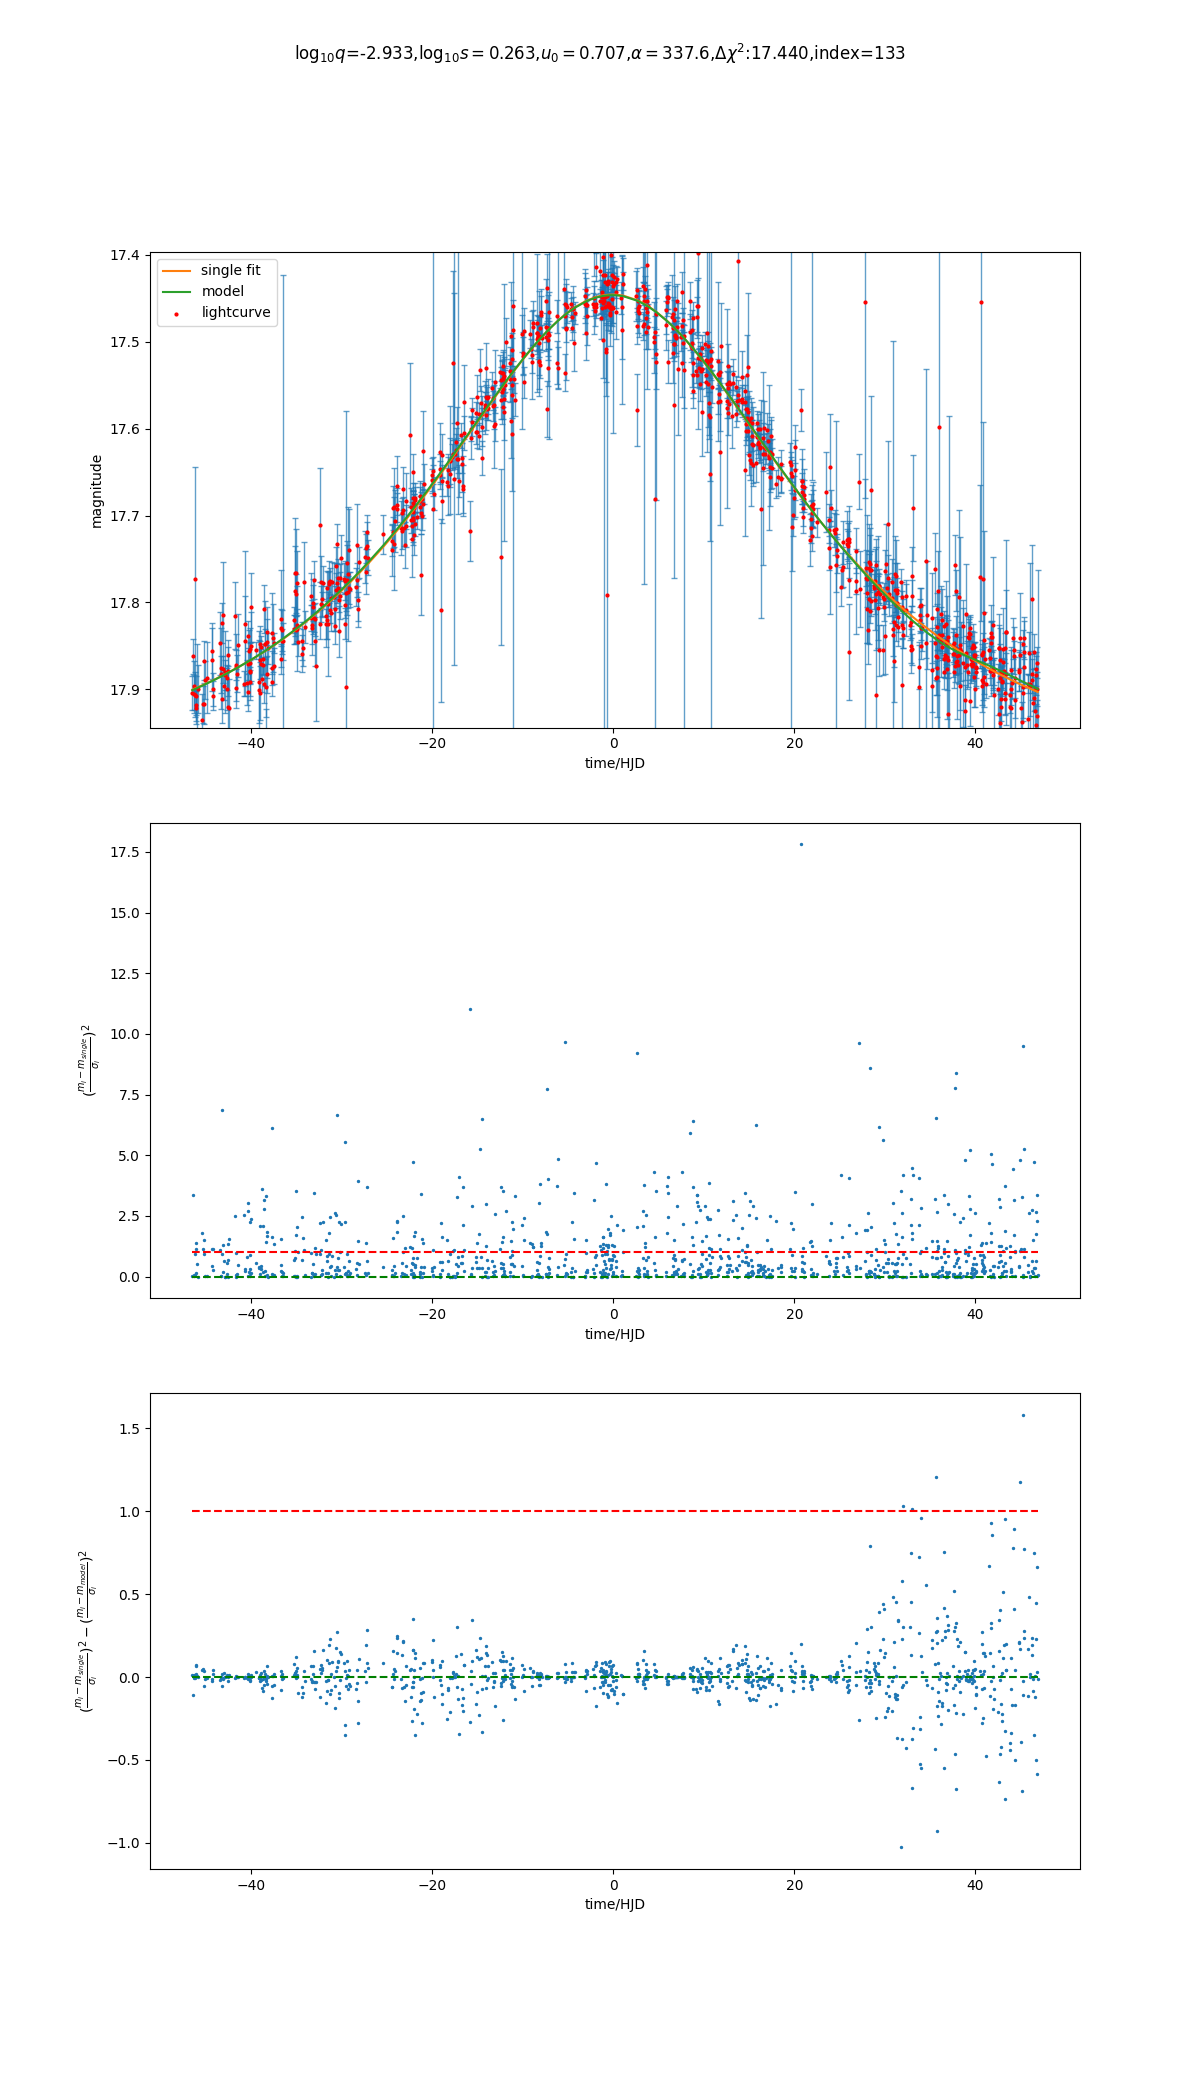 log₁₀q=-2.933,log₁₀s = 0.263,u₀ = 0.707,α = 337.6,Δχ²:17.440,index=133
17.4
17.5
17.6
17.7
17.8
17.9
magnitude
single fit
model
lightcurve
−40 −20 0 20 40
time/HJD
17.5
15.0
12.5
10.0
7.5
5.0
2.5
0.0
((mᵢ − m_single)/σᵢ)²
−40 −20 0 20 40
time/HJD
1.5
1.0
0.5
0.0
−0.5
−1.0
((mᵢ − m_single)/σᵢ)² − ((mᵢ − m_model)/σᵢ)²
−40 −20 0 20 40
time/HJD